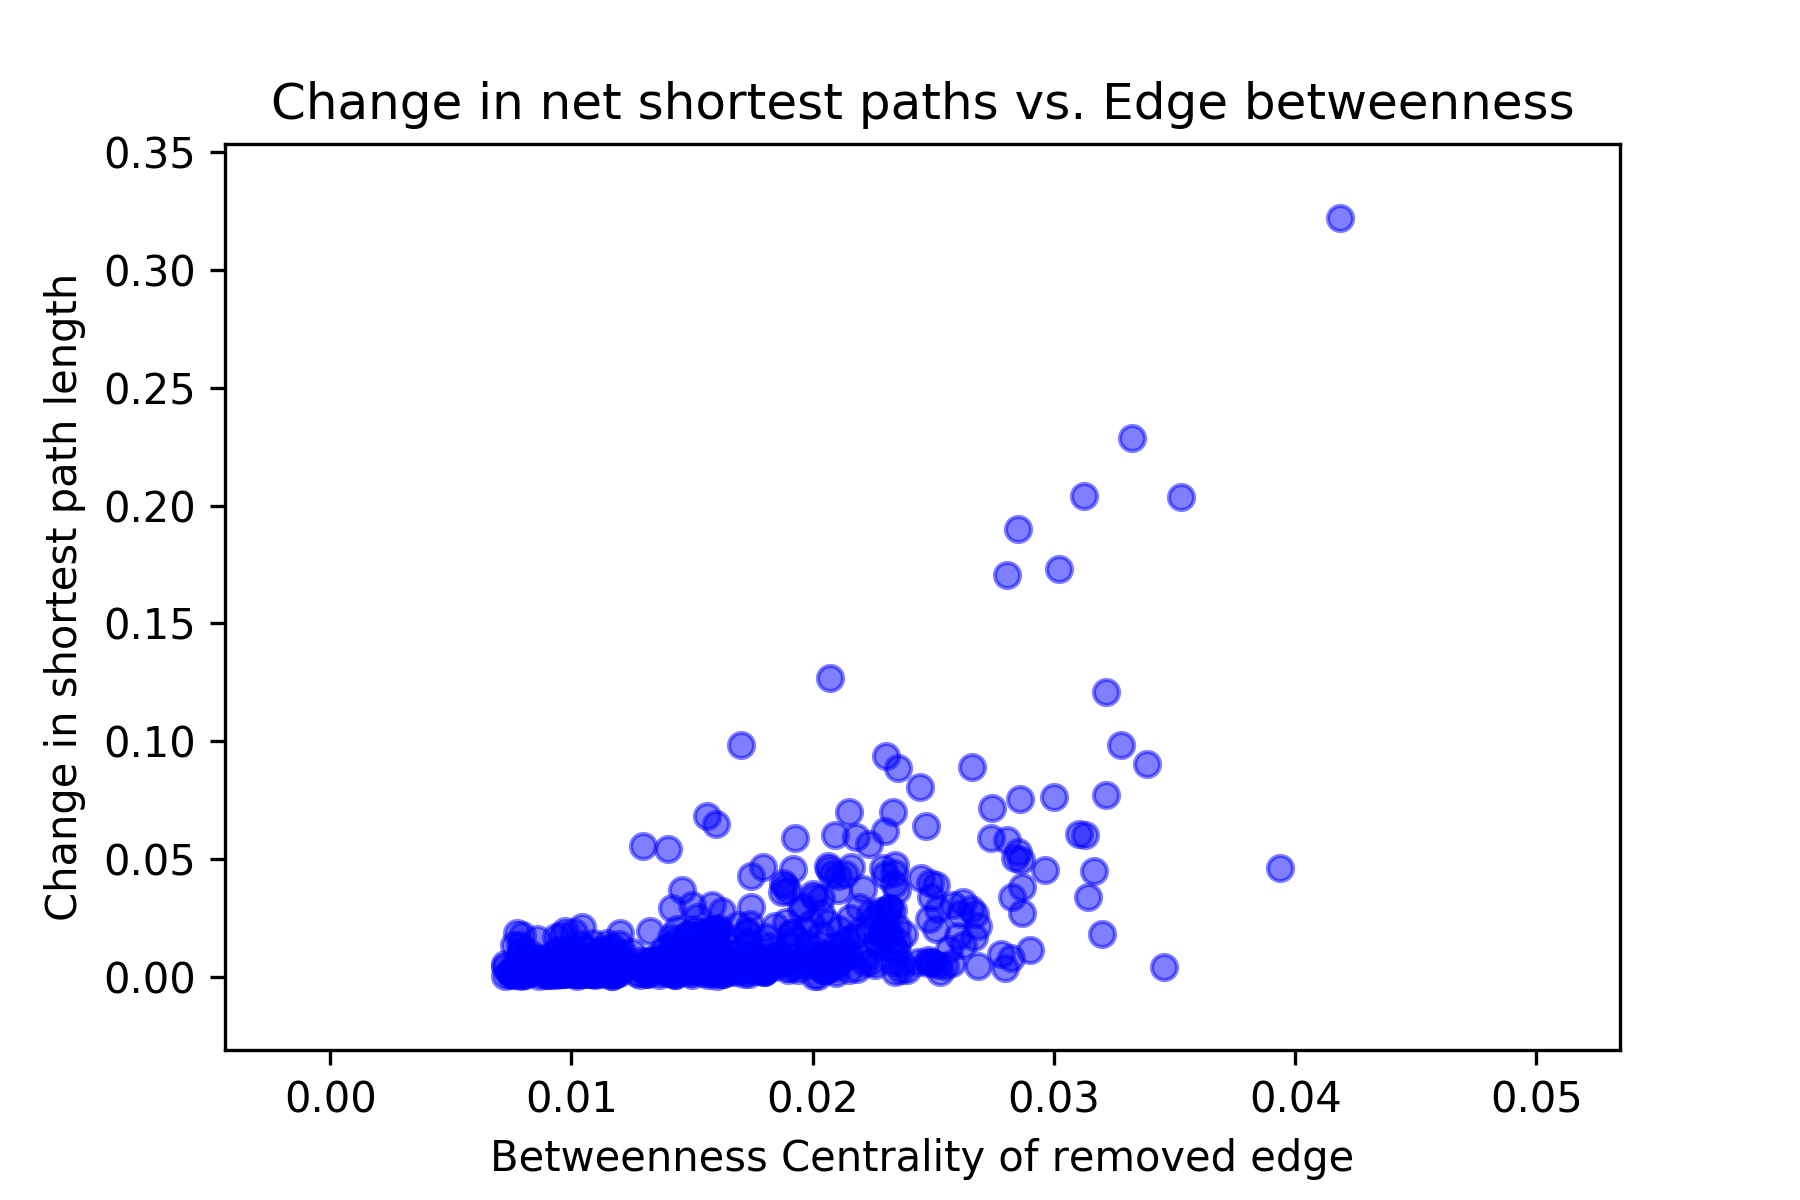 Change in net shortest paths vs. Edge betweenness
0.35
0.30
0.25
0.20
0.15
0.10
0.05
0.00
Change in shortest path length
0.00 0.01 0.02 0.03 0.04 0.05
Betweenness Centrality of removed edge